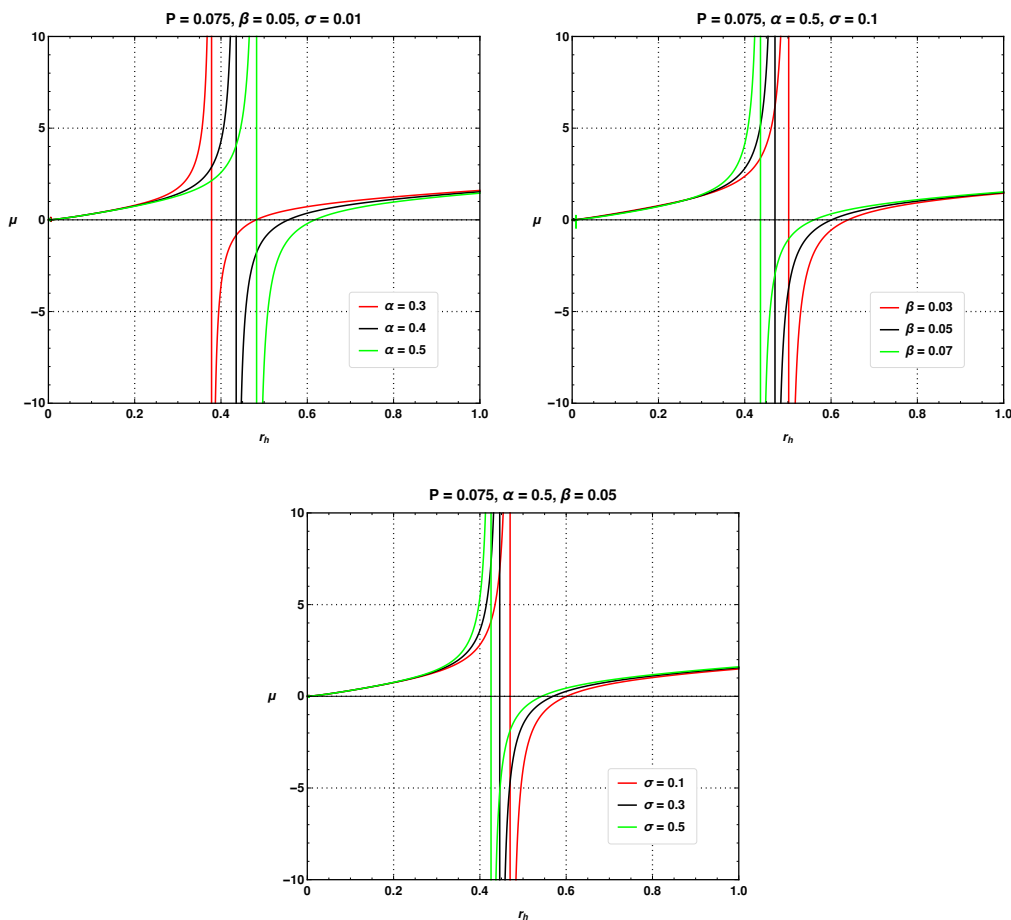 P = 0.075, β = 0.05, σ = 0.01
10
5
μ
0
−5
−10
0
0.2
0.4
0.6
0.8
1.0
r_h
α = 0.3
α = 0.4
α = 0.5
P = 0.075, α = 0.5, σ = 0.1
10
5
μ
0
−5
−10
0
0.2
0.4
0.6
0.8
1.0
r_h
β = 0.03
β = 0.05
β = 0.07
P = 0.075, α = 0.5, β = 0.05
10
5
μ
0
−5
−10
0
0.2
0.4
0.6
0.8
1.0
r_h
σ = 0.1
σ = 0.3
σ = 0.5